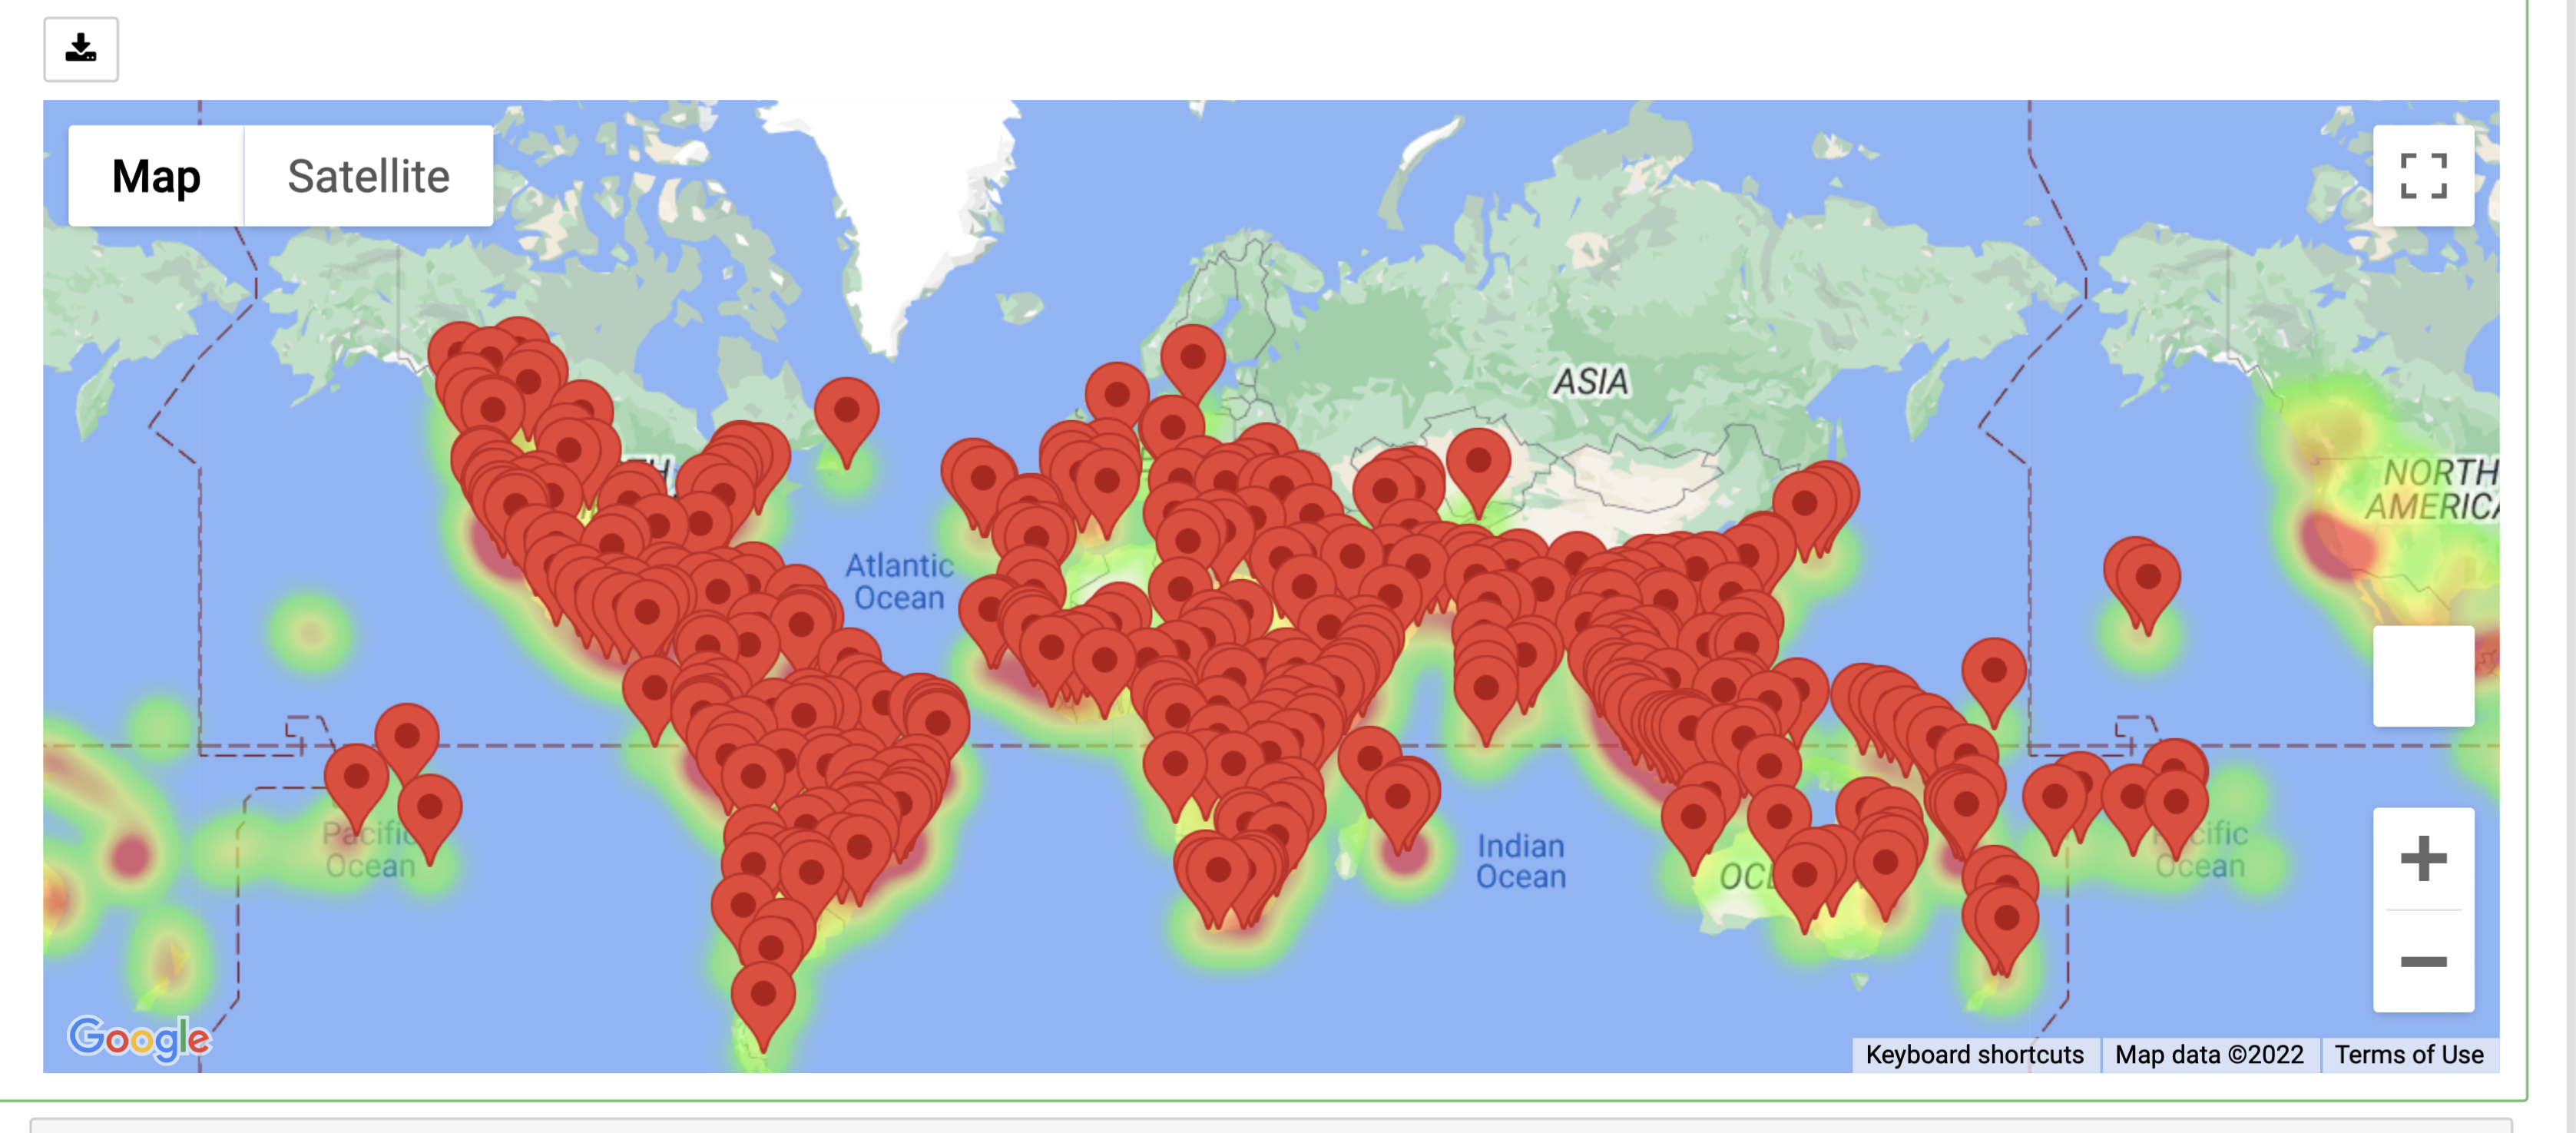 Map
Satellite
ASIA
NORTH
AMERICA
Atlantic
Ocean
Pacific
Ocean
Indian
Ocean
Pacific
Ocean
Google
Keyboard shortcuts
Map data ©2022
Terms of Use